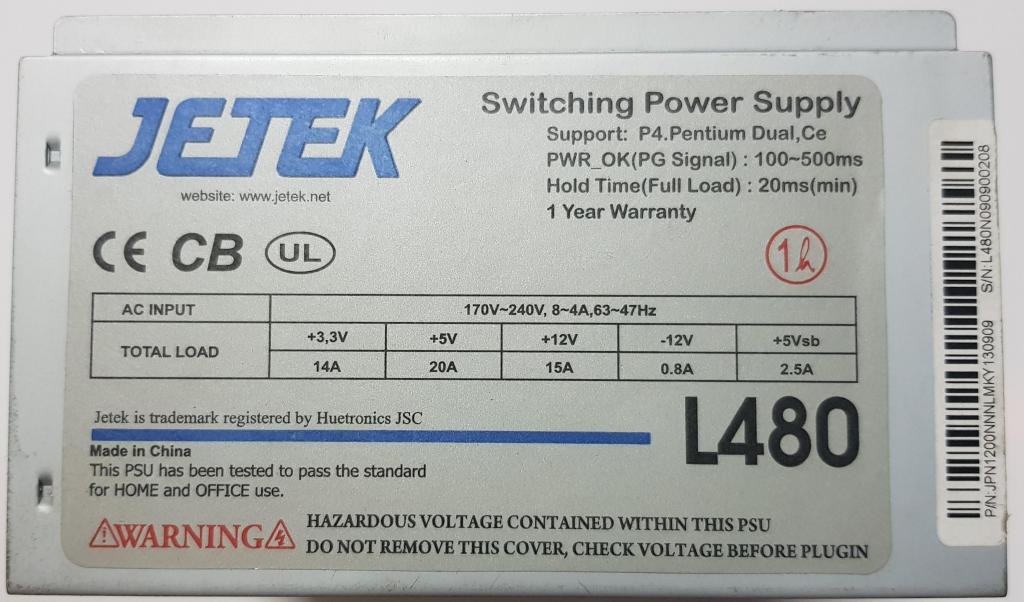 JETEK
website: www.jetek.net
Switching Power Supply
Support: P4.Pentium Dual,Ce
PWR_OK(PG Signal) : 100~500ms
Hold Time(Full Load) : 20ms(min)
1 Year Warranty
CE CB UL
1h
AC INPUT 170V~240V, 8~4A,63~47Hz
TOTAL LOAD +3,3V +5V +12V -12V +5Vsb
14A 20A 15A 0.8A 2.5A
Jetek is trademark registered by Huetronics JSC
L480
Made in China
This PSU has been tested to pass the standard
for HOME and OFFICE use.
WARNING
HAZARDOUS VOLTAGE CONTAINED WITHIN THIS PSU
DO NOT REMOVE THIS COVER, CHECK VOLTAGE BEFORE PLUGIN
P/N:JPN1200NNNLMKY130909 S/N:L480N090900208